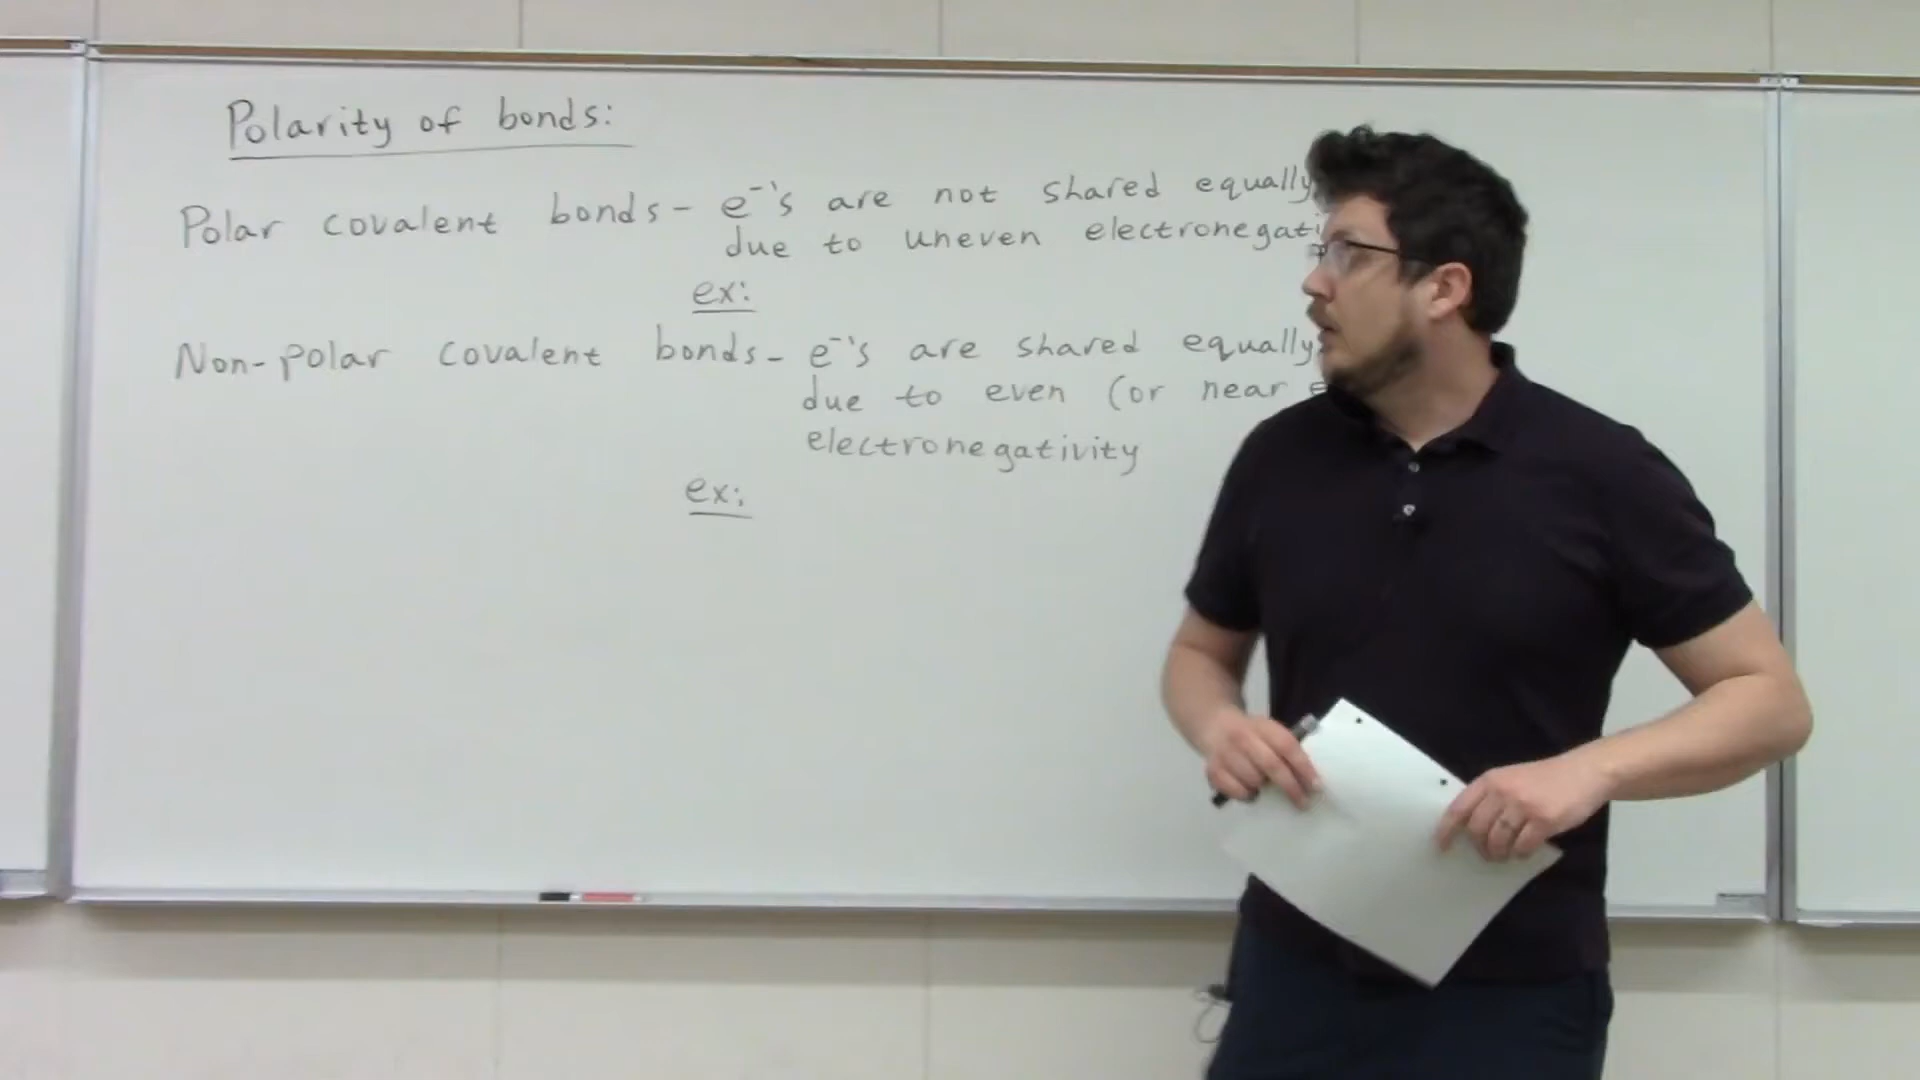 Polarity of bonds:
Polar covalent bonds - e⁻'s are not shared equally
due to uneven
ex:
Non-polar covalent bonds - e⁻'s are shared equally
due to even (or near
electronegativity
ex: